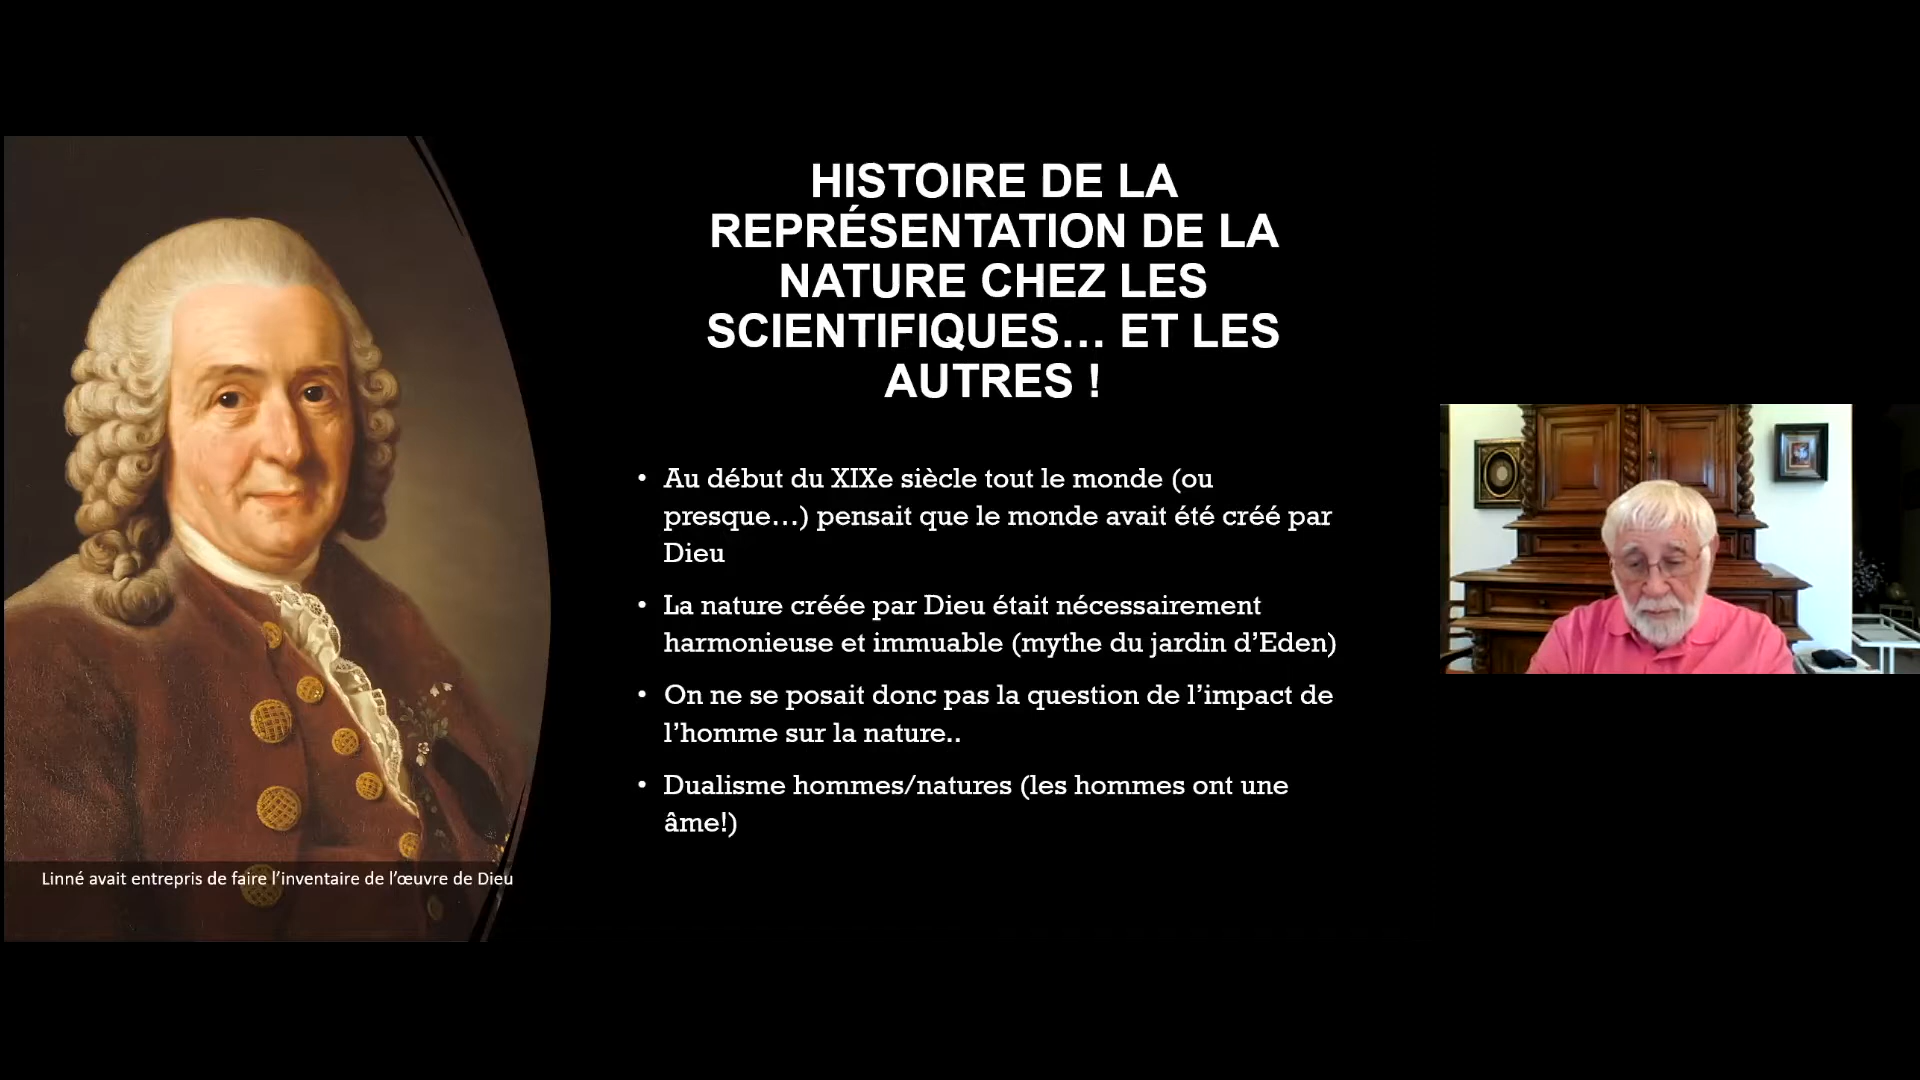 HISTOIRE DE LA
REPRÉSENTATION DE LA
NATURE CHEZ LES
SCIENTIFIQUES… ET LES
AUTRES !
• Au début du XIXe siècle tout le monde (ou
presque…) pensait que le monde avait été créé par
Dieu
• La nature créée par Dieu était nécessairement
harmonieuse et immuable (mythe du jardin d’Eden)
• On ne se posait donc pas la question de l’impact de
l’homme sur la nature..
• Dualisme hommes/natures (les hommes ont une
âme!)
Linné avait entrepris de faire l’inventaire de l’œuvre de Dieu